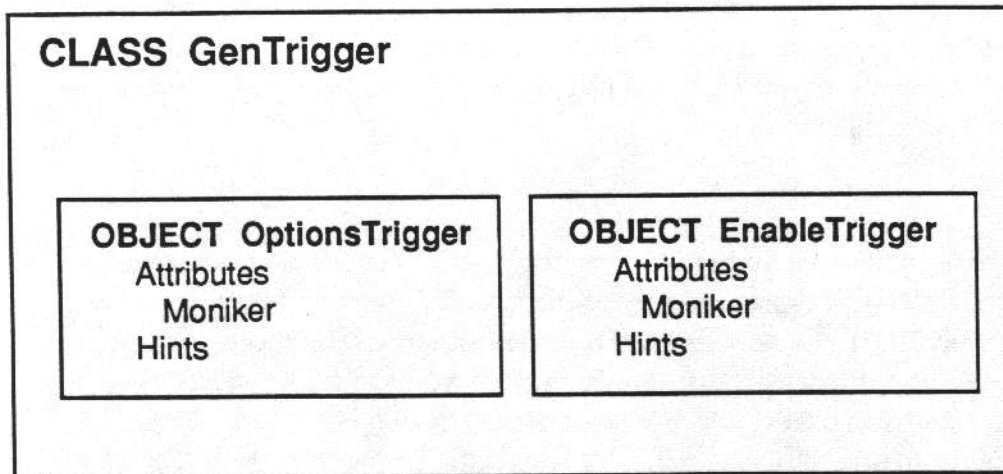 CLASS GenTrigger
OBJECT OptionsTrigger
Attributes
Moniker
Hints
OBJECT EnableTrigger
Attributes
Moniker
Hints